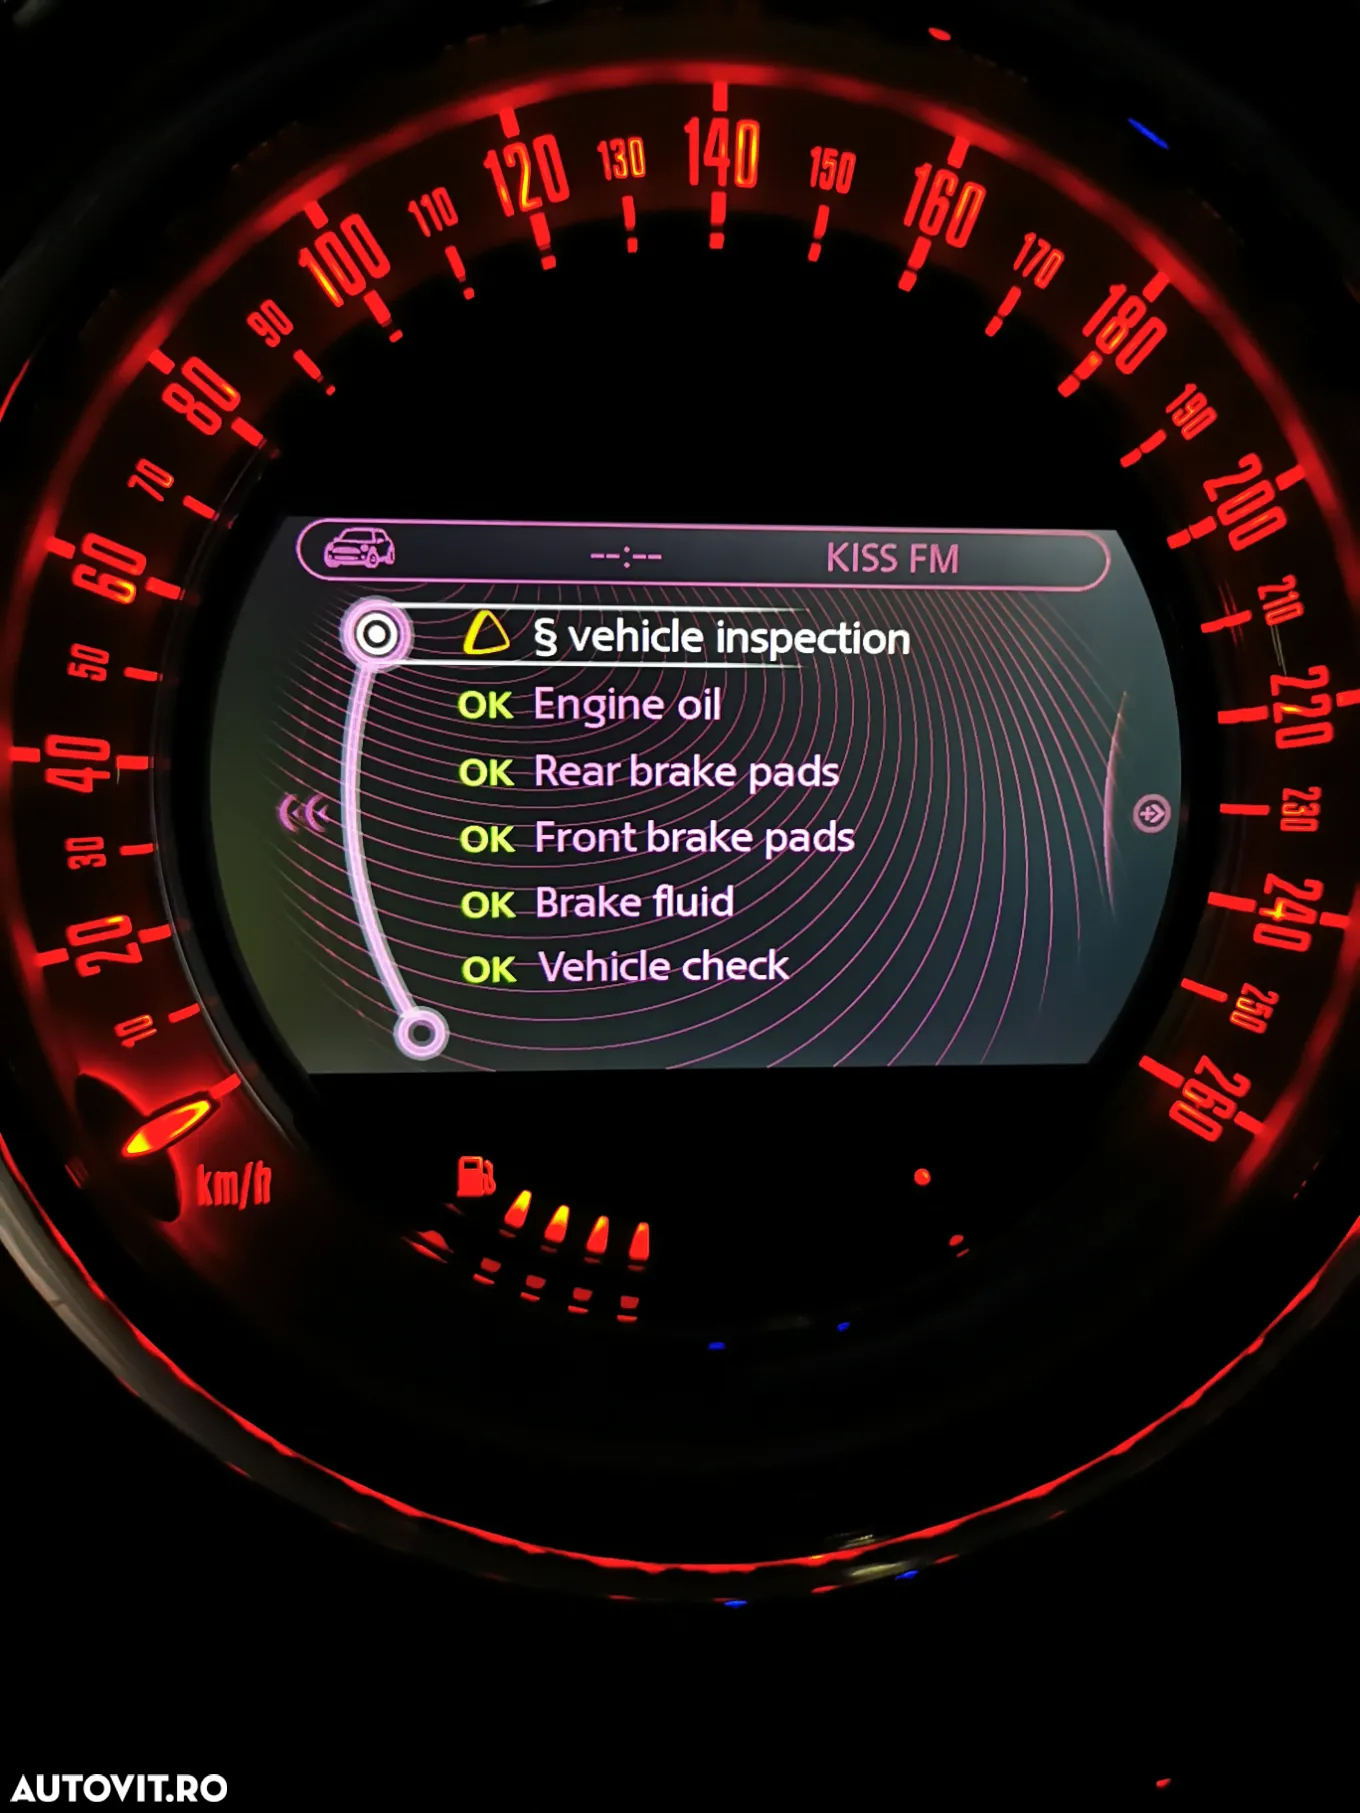 10
20
30
40
50
60
70
80
90
100
110
120
130
140
150
160
170
180
190
200
210
220
230
240
250
260
km/h
--:-- KISS FM
§ vehicle inspection
OK Engine oil
OK Rear brake pads
OK Front brake pads
OK Brake fluid
OK Vehicle check
AUTOVIT.RO